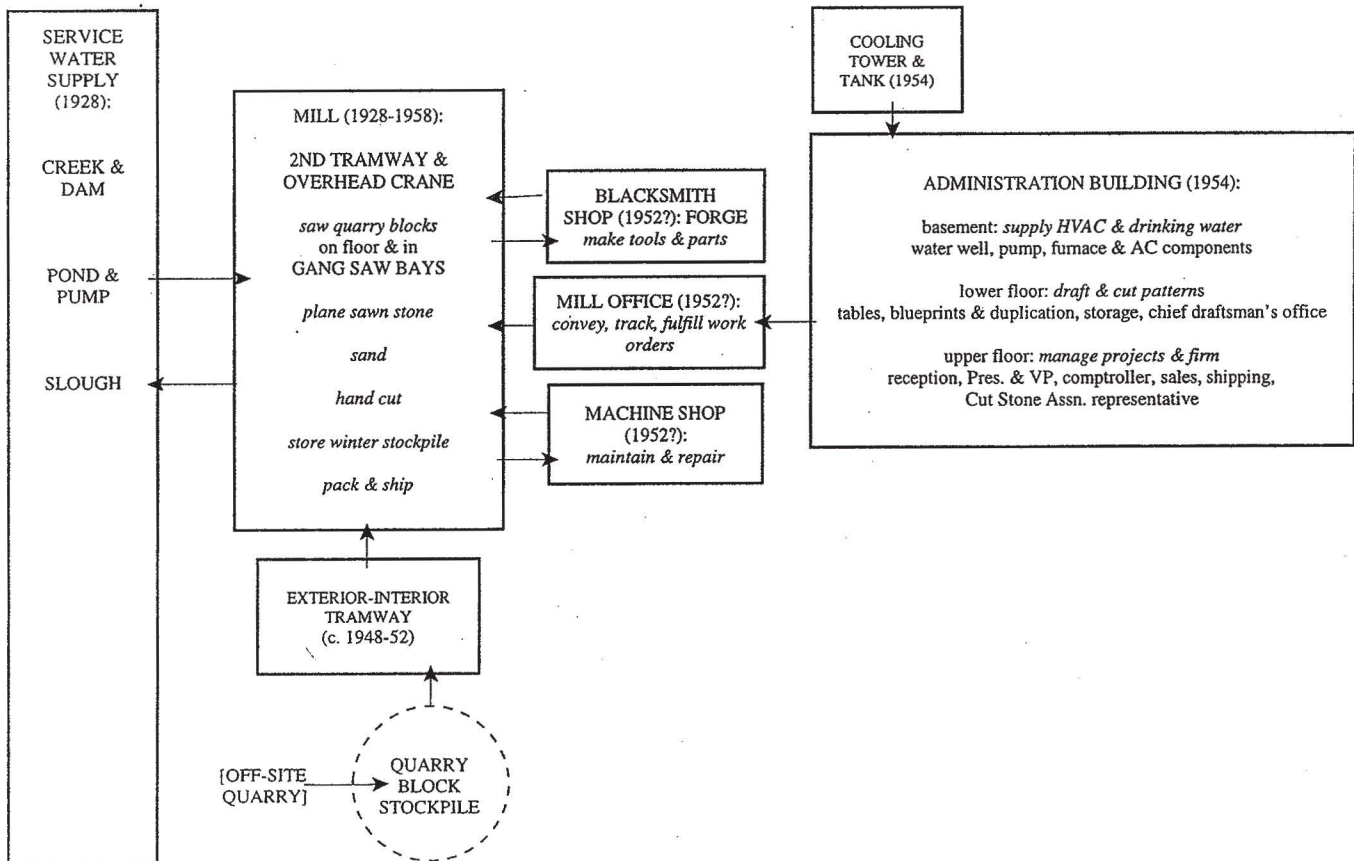 SERVICE
WATER
SUPPLY
(1928):
CREEK &
DAM
POND &
PUMP
SLOUGH
MILL (1928-1958):
2ND TRAMWAY &
OVERHEAD CRANE
saw quarry blocks
on floor & in
GANG SAW BAYS
plane sawn stone
sand
hand cut
store winter stockpile
pack & ship
BLACKSMITH
SHOP (1952?): FORGE
make tools & parts
MILL OFFICE (1952?):
convey, track, fulfill work
orders
MACHINE SHOP
(1952?):
maintain & repair
COOLING
TOWER &
TANK (1954)
ADMINISTRATION BUILDING (1954):
basement: supply HVAC & drinking water
water well, pump, furnace & AC components
lower floor: draft & cut patterns
tables, blueprints & duplication, storage, chief draftsman's office
upper floor: manage projects & firm
reception, Pres. & VP, comptroller, sales, shipping,
Cut Stone Assn. representative
EXTERIOR-INTERIOR
TRAMWAY
(c. 1948-52)
[OFF-SITE
QUARRY]
QUARRY
BLOCK
STOCKPILE